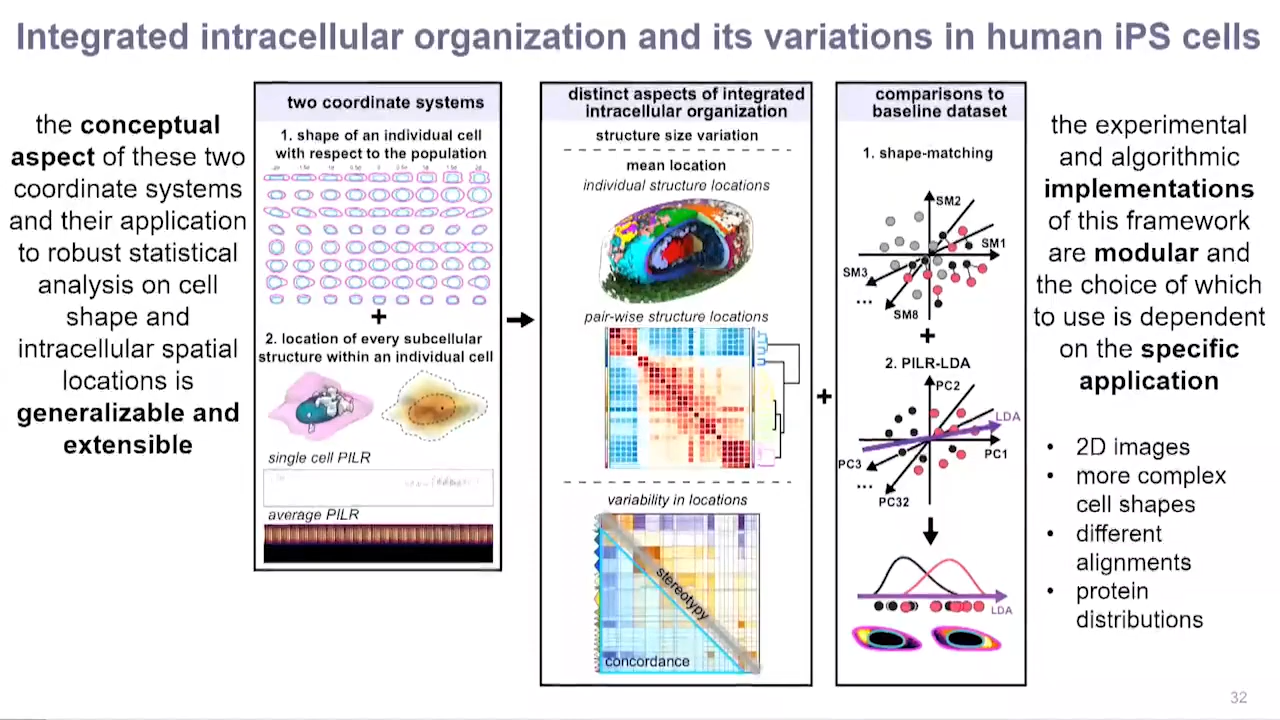 Integrated intracellular organization and its variations in human iPS cells
the conceptual
aspect of these two
coordinate systems
and their application
to robust statistical
analysis on cell
shape and
intracellular spatial
locations is
generalizable and
extensible
two coordinate systems
1. shape of an individual cell
with respect to the population
+
2. location of every subcellular
structure within an individual cell
single cell PILR
average PILR
distinct aspects of integrated
intracellular organization
structure size variation
mean location
individual structure locations
pair-wise structure locations
variability in locations
stereotypy
concordance
+
comparisons to
baseline dataset
1. shape-matching
SM2
SM1
SM3
...
SM8
+
2. PILR-LDA
PC2
LDA
PC1
PC3
...
PC32
LDA
the experimental
and algorithmic
implementations
of this framework
are modular and
the choice of which
to use is dependent
on the specific
application
• 2D images
• more complex
cell shapes
• different
alignments
• protein
distributions
32